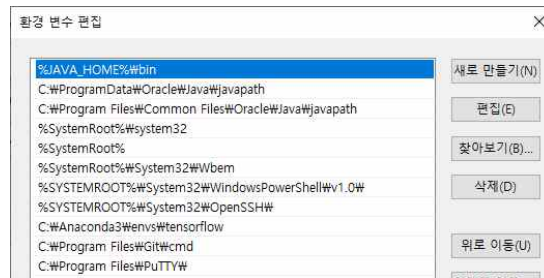 환경 변수 편집
%JAVA_HOME%₩bin
C:₩ProgramData₩Oracle₩Java₩javapath
C:₩Program Files₩Common Files₩Oracle₩Java₩javapath
%SystemRoot%₩system32
%SystemRoot%
%SystemRoot%₩System32₩Wbem
%SYSTEMROOT%₩System32₩WindowsPowerShell₩v1.0₩
%SYSTEMROOT%₩System32₩OpenSSH₩
C:₩Anaconda3₩envs₩tensorflow
C:₩Program Files₩Git₩cmd
C:₩Program Files₩PuTTY₩
새로 만들기(N)
편집(E)
찾아보기(B)...
삭제(D)
위로 이동(U)